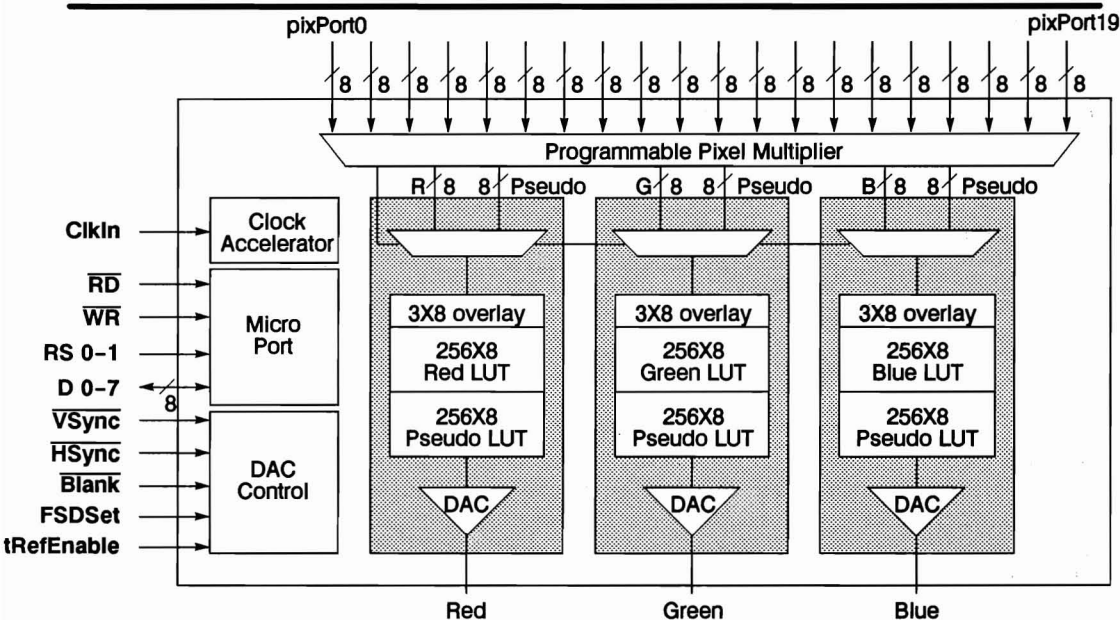 pixPort0 pixPort19
8 8 8 8 8 8 8 8 8 8 8 8 8 8 8 8 8 8 8 8
Programmable Pixel Multiplier
R 8 8 Pseudo G 8 8 Pseudo B 8 8 Pseudo
ClkIn
Clock
Accelerator
RD
WR
RS 0-1
D 0-7
8
Micro
Port
VSync
HSync
Blank
FSDSet
tRefEnable
DAC
Control
3X8 overlay
256X8
Red LUT
256X8
Pseudo LUT
DAC
Red
3X8 overlay
256X8
Green LUT
256X8
Pseudo LUT
DAC
Green
3X8 overlay
256X8
Blue LUT
256X8
Pseudo LUT
DAC
Blue